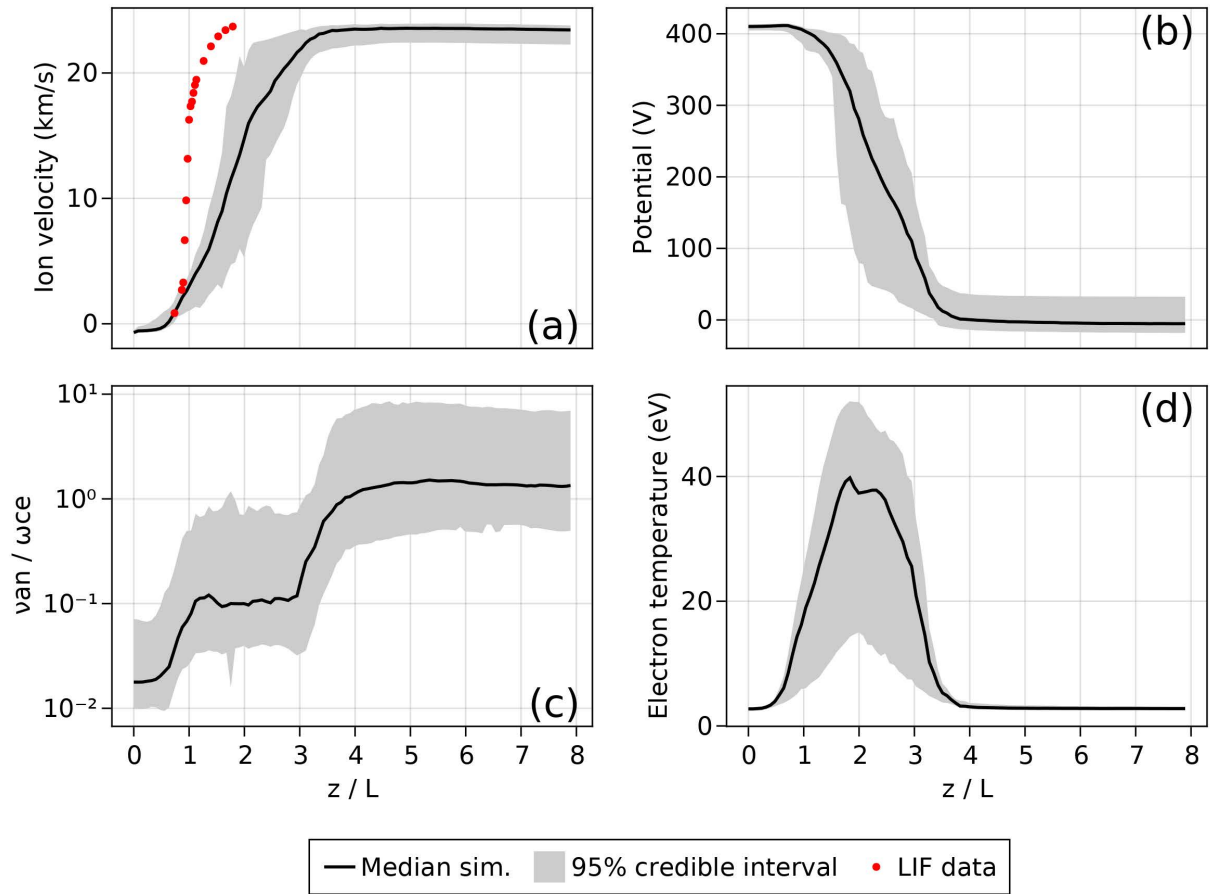 Ion velocity (km/s)
20
10
0
(a)
Potential (V)
400
300
200
100
0
(b)
νan / ωce
10¹
10⁰
10⁻¹
10⁻²
(c)
0 1 2 3 4 5 6 7 8
z / L
Electron temperature (eV)
40
20
0
(d)
0 1 2 3 4 5 6 7 8
z / L
Median sim. 95% credible interval LIF data